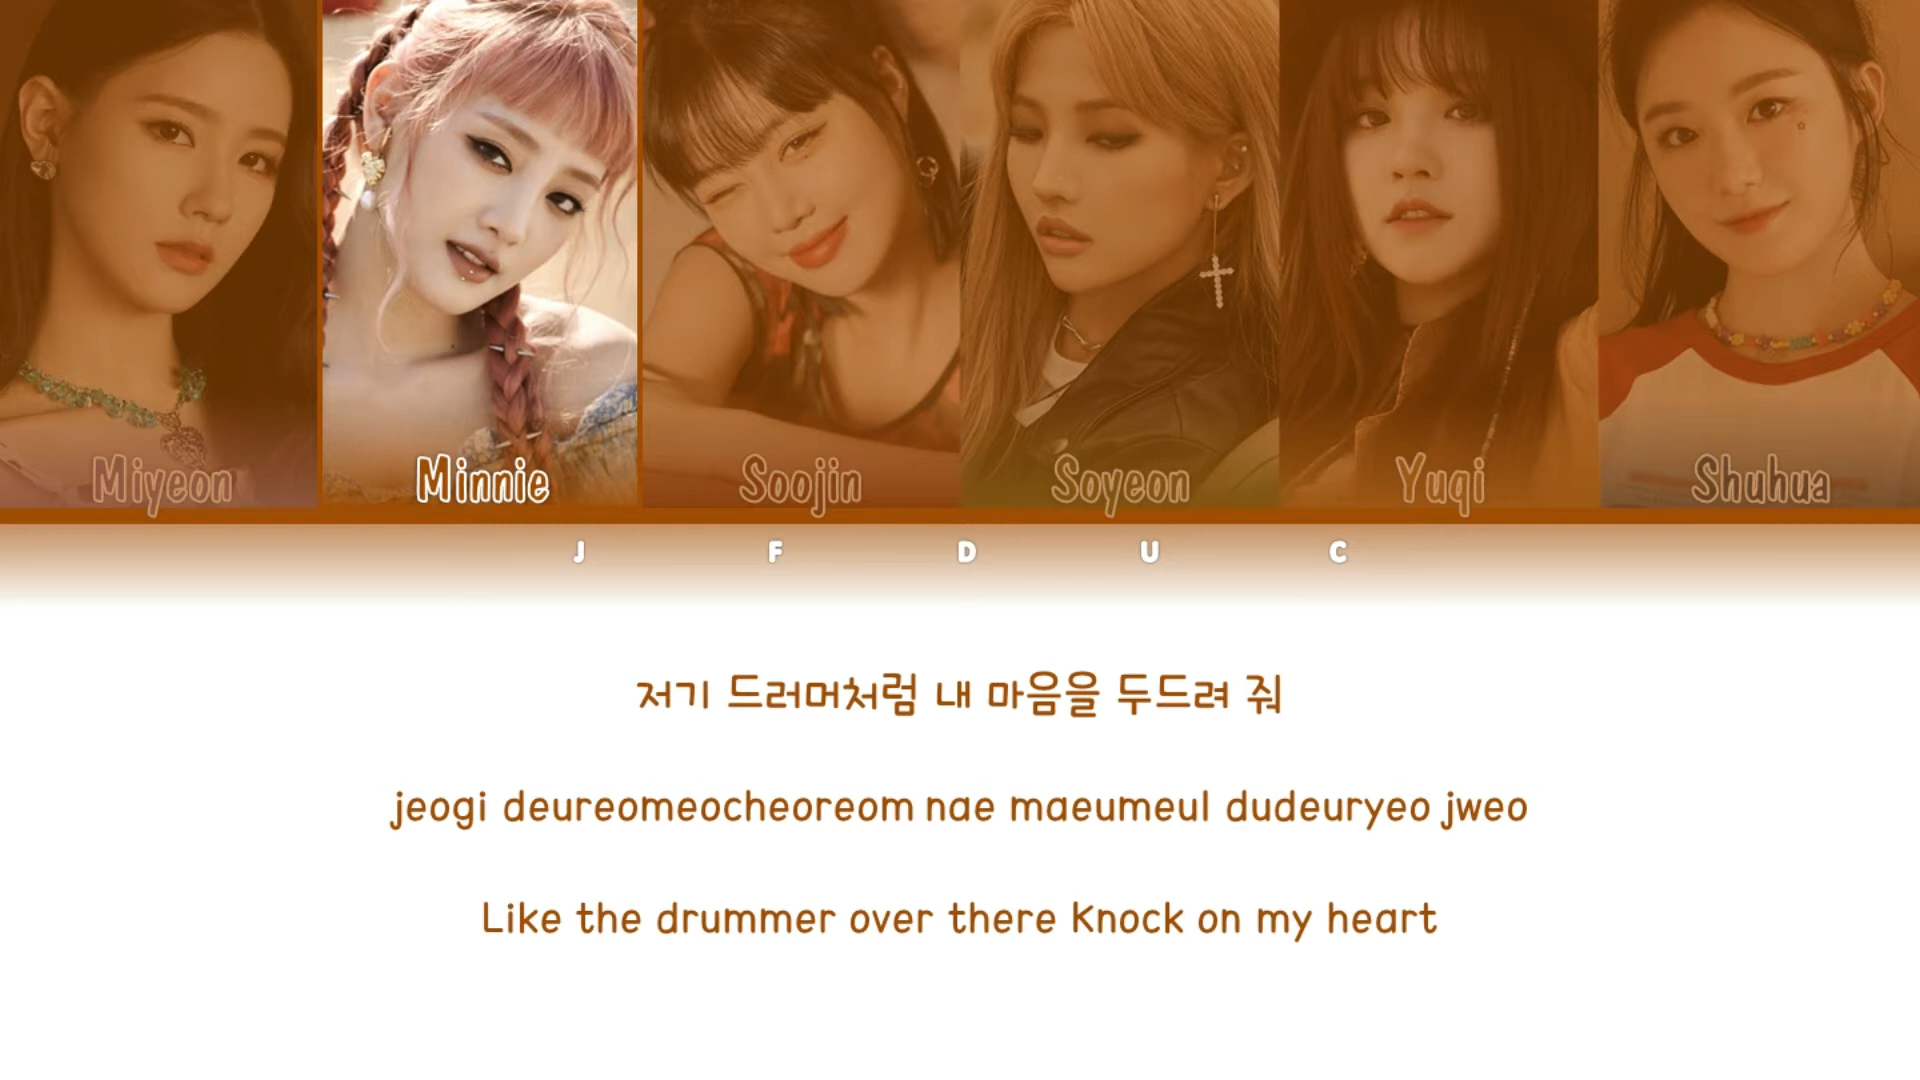 Miyeon Minnie Soojin Soyeon Yuqi Shuhua
J F D U C
저기 드러머처럼 내 마음을 두드려 줘
jeogi deureomeocheoreom nae maeumeul dudeuryeo jweo
Like the drummer over there Knock on my heart